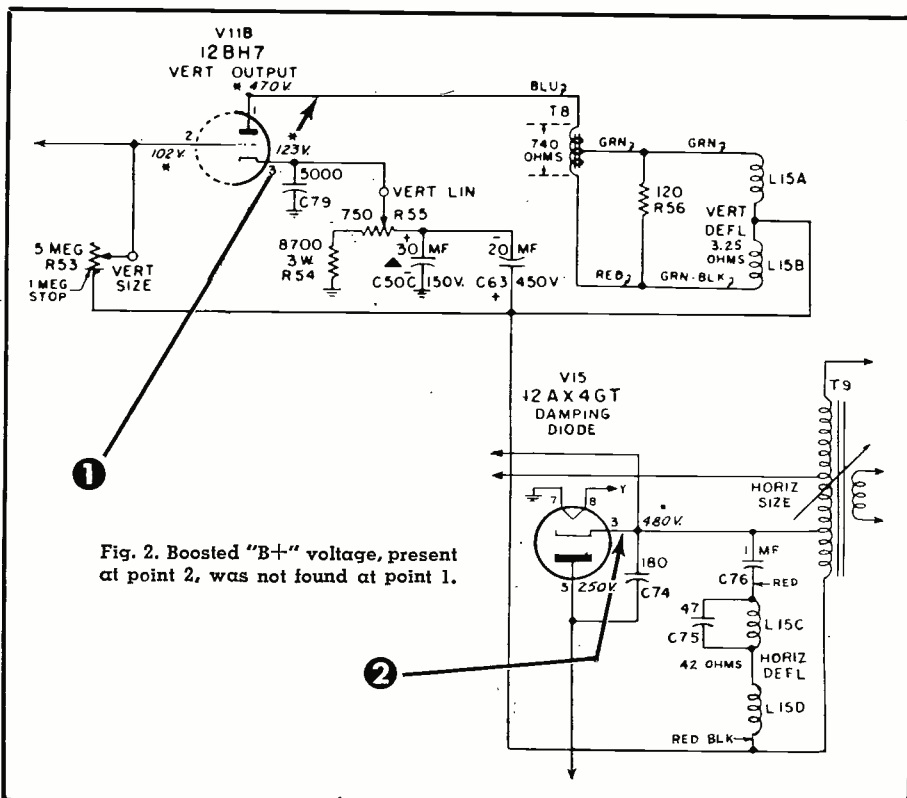 V11B
12BH7
VERT OUTPUT
* 470V.
1
2
102 V.
*
*
123V.
3
BLU
T8
740
OHMS
GRN
GRN
L15A
120
R56
VERT
DEFL
3.25
OHMS
L15B
RED
GRN-BLK
5000
C79
VERT LIN
750 R55
8700
3W.
R54
+
30 MF
C50C 150V.
-
-
20 MF
C63 450V
+
5 MEG
R53
1 MEG
STOP
VERT
SIZE
1
V15
12AX4GT
DAMPING
DIODE
T9
HORIZ
SIZE
7
8
Y
3
480V.
5
250V.
180
C74
1 MF
C76
RED
47
C75
L15C
42 OHMS
HORIZ
DEFL
L15D
RED BLK
2
Fig. 2. Boosted "B+" voltage, present
at point 2, was not found at point 1.